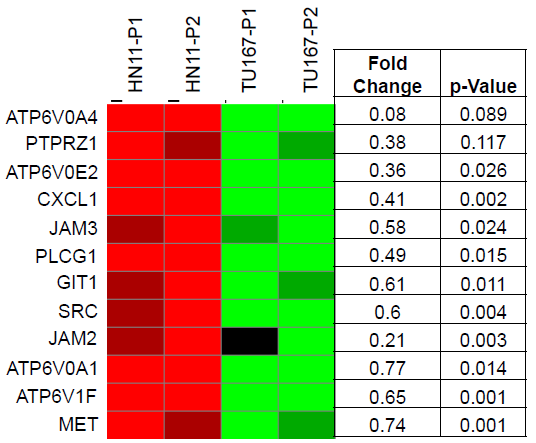 HN11-P1 HN11-P2 TU167-P1 TU167-P2
Fold Change p-Value
ATP6V0A4 0.08 0.089
PTPRZ1 0.38 0.117
ATP6V0E2 0.36 0.026
CXCL1 0.41 0.002
JAM3 0.58 0.024
PLCG1 0.49 0.015
GIT1 0.61 0.011
SRC 0.6 0.004
JAM2 0.21 0.003
ATP6V0A1 0.77 0.014
ATP6V1F 0.65 0.001
MET 0.74 0.001